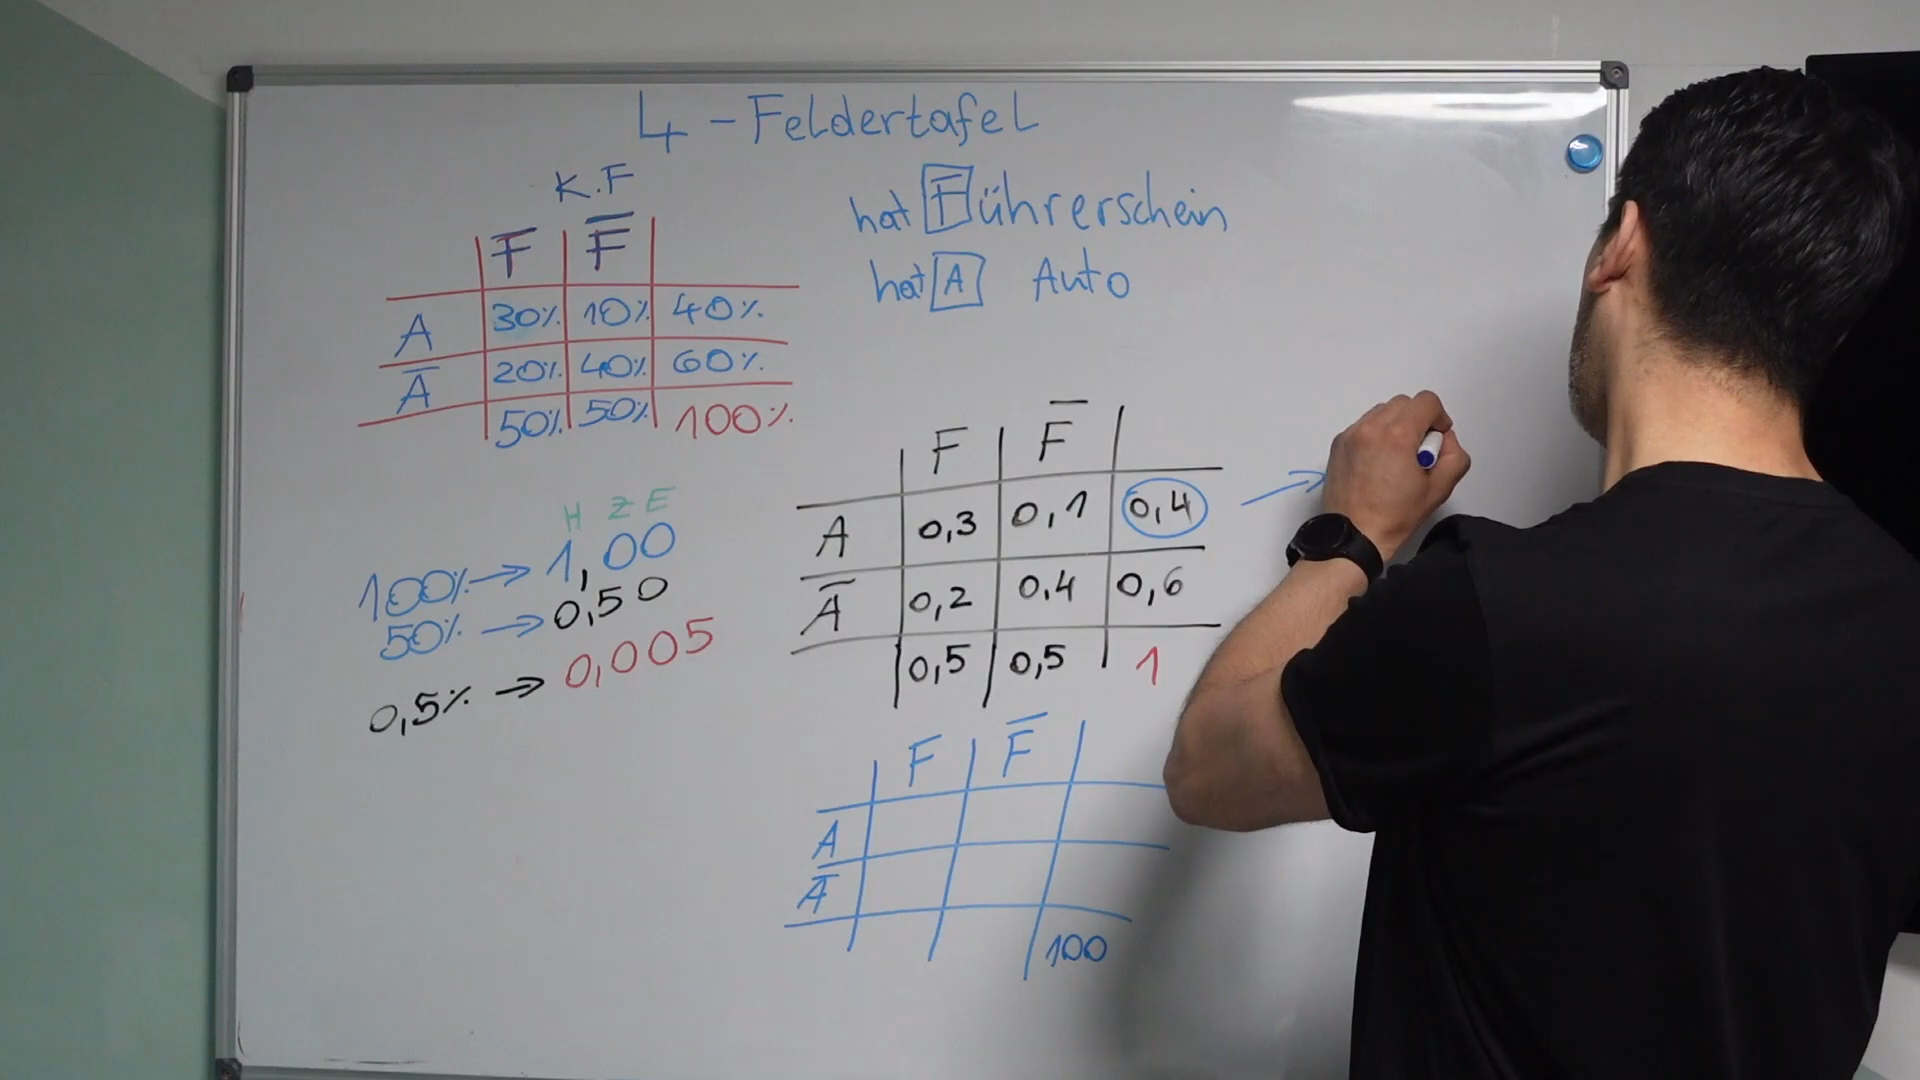 4-Feldertafel
K.F
hat Führerschein
hat A Auto
F F̅
A 30% 10% 40%
A̅ 20% 40% 60%
50% 50% 100%
H Z E
100% → 1,00
50% → 0,50
0,5% → 0,005
F F̅
A 0,3 0,1 0,4 →
A̅ 0,2 0,4 0,6
0,5 0,5 1
F F̅
A
A̅
100